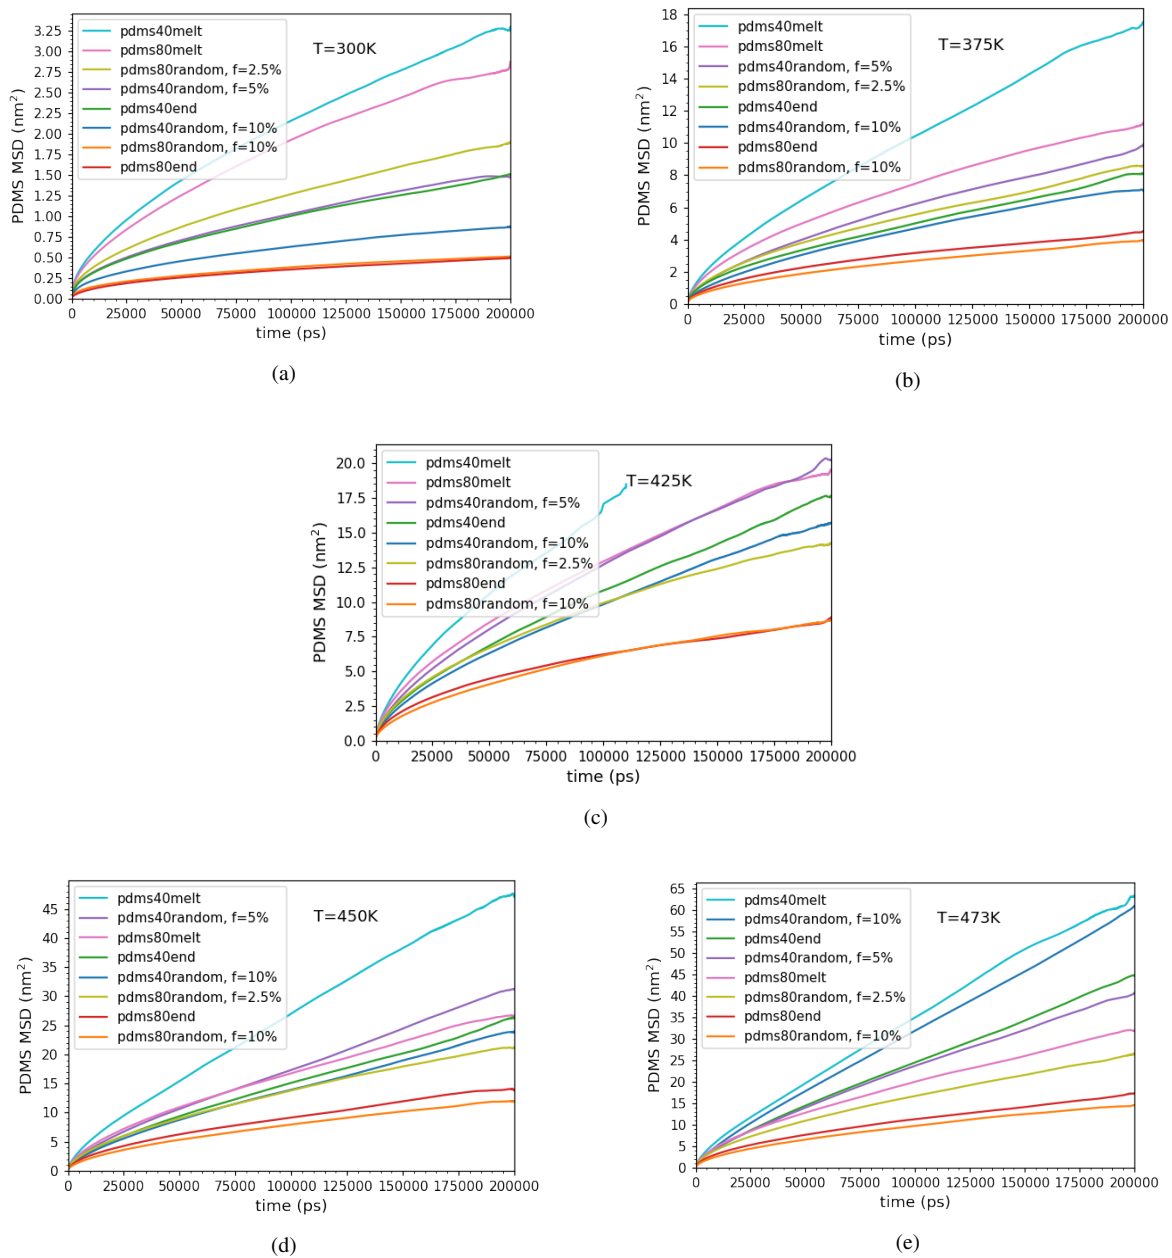 pdms40melt
pdms80melt
pdms80random, f=2.5%
pdms40random, f=5%
pdms40end
pdms40random, f=10%
pdms80random, f=10%
pdms80end
T=300K
PDMS MSD (nm²)
3.25
3.00
2.75
2.50
2.25
2.00
1.75
1.50
1.25
1.00
0.75
0.50
0.25
0.00
0 25000 50000 75000 100000 125000 150000 175000 200000
time (ps)
(a)
pdms40melt
pdms80melt
pdms40random, f=5%
pdms80random, f=2.5%
pdms40end
pdms40random, f=10%
pdms80end
pdms80random, f=10%
T=375K
PDMS MSD (nm²)
18
16
14
12
10
8
6
4
2
0
0 25000 50000 75000 100000 125000 150000 175000 200000
time (ps)
(b)
pdms40melt
pdms80melt
pdms40random, f=5%
pdms40end
pdms40random, f=10%
pdms80random, f=2.5%
pdms80end
pdms80random, f=10%
T=425K
PDMS MSD (nm²)
20.0
17.5
15.0
12.5
10.0
7.5
5.0
2.5
0.0
0 25000 50000 75000 100000 125000 150000 175000 200000
time (ps)
(c)
pdms40melt
pdms40random, f=5%
pdms80melt
pdms40end
pdms40random, f=10%
pdms80random, f=2.5%
pdms80end
pdms80random, f=10%
T=450K
PDMS MSD (nm²)
45
40
35
30
25
20
15
10
5
0
0 25000 50000 75000 100000 125000 150000 175000 200000
time (ps)
(d)
pdms40melt
pdms40random, f=10%
pdms40end
pdms40random, f=5%
pdms80melt
pdms80random, f=2.5%
pdms80end
pdms80random, f=10%
T=473K
PDMS MSD (nm²)
65
60
55
50
45
40
35
30
25
20
15
10
5
0
0 25000 50000 75000 100000 125000 150000 175000 200000
time (ps)
(e)